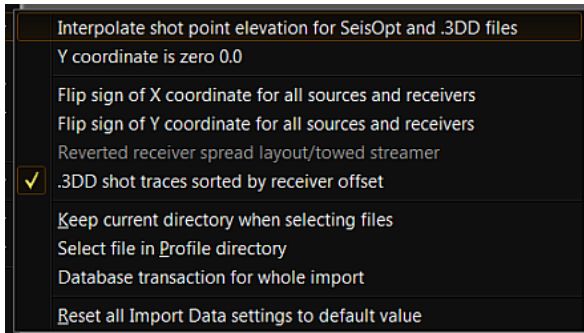 Interpolate shot point elevation for SeisOpt and .3DD files
Y coordinate is zero 0.0
Flip sign of X coordinate for all sources and receivers
Flip sign of Y coordinate for all sources and receivers
Reverted receiver spread layout/towed streamer
.3DD shot traces sorted by receiver offset
Keep current directory when selecting files
Select file in Profile directory
Database transaction for whole import
Reset all Import Data settings to default value